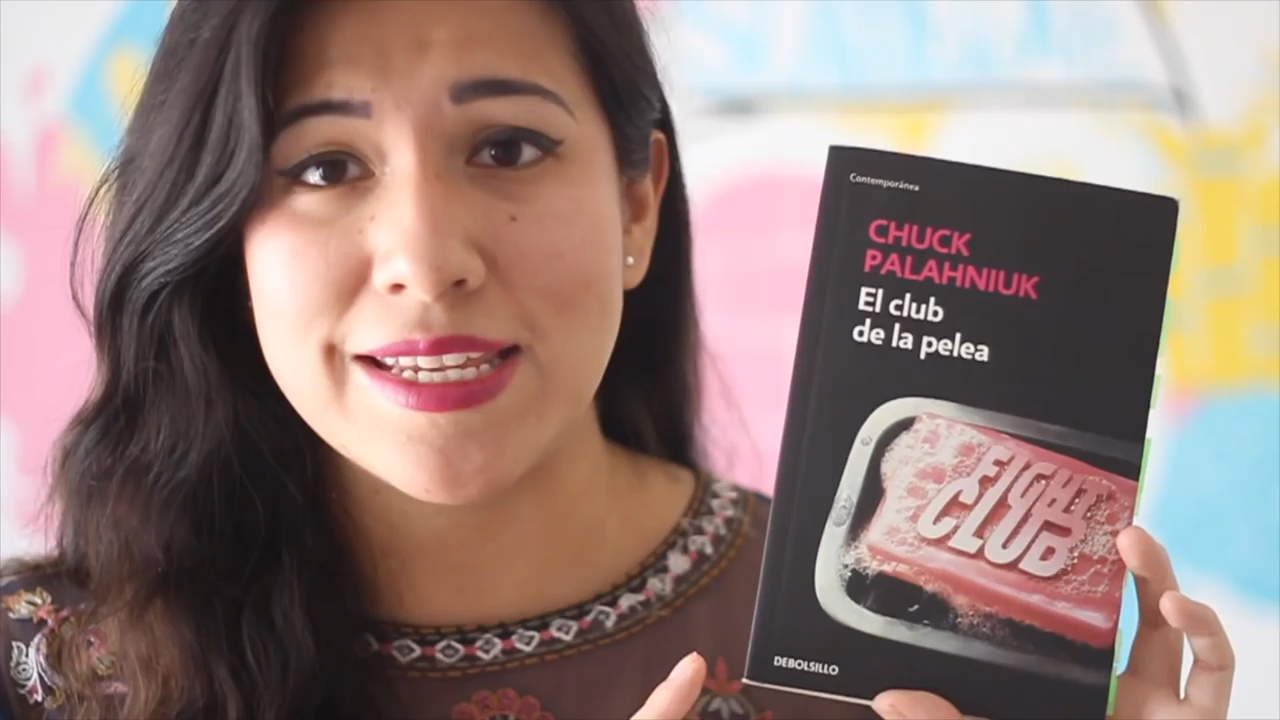 Contemporánea
CHUCK
PALAHNIUK
El club
de la pelea
FIGHT
CLUB
DEBOLSILLO